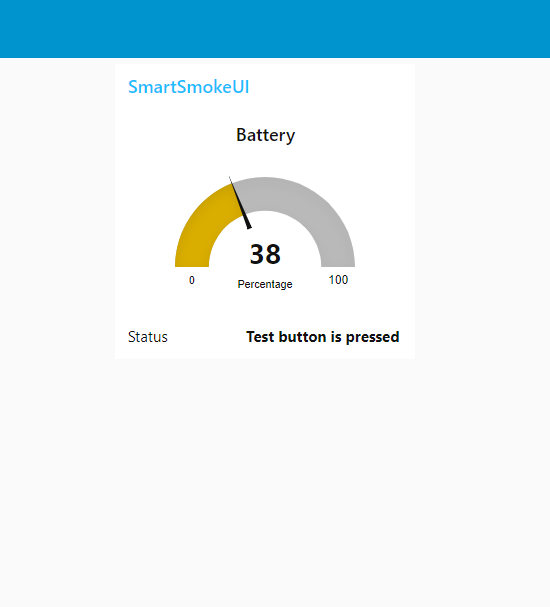 SmartSmokeUI
Battery
38
0 Percentage 100
Status Test button is pressed